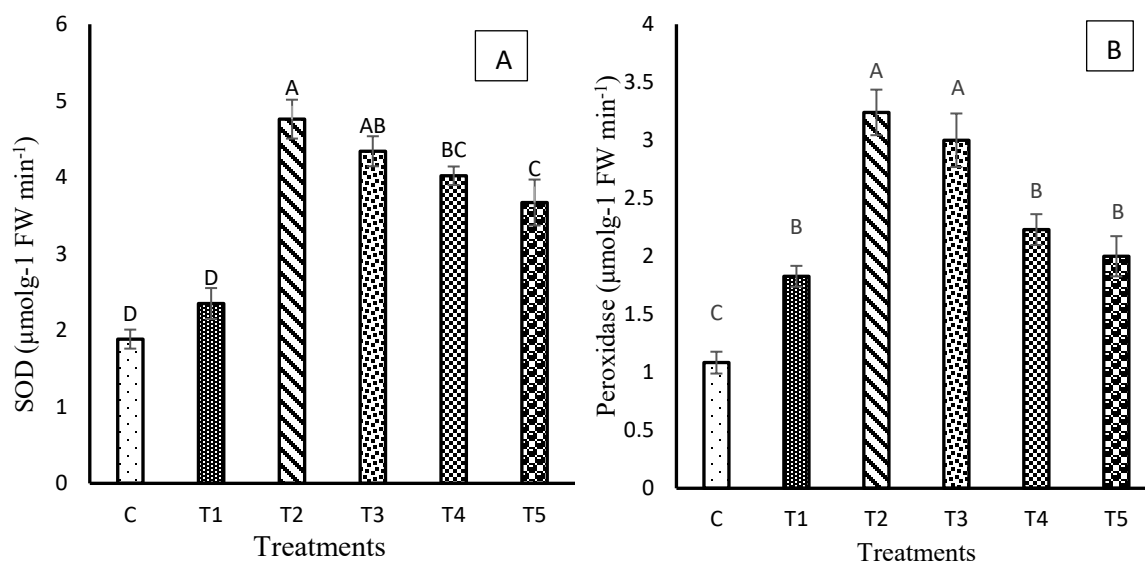 A
SOD (µmolg-1 FW min⁻¹)
6
5
4
3
2
1
0
D
D
A
AB
BC
C
C T1 T2 T3 T4 T5
Treatments
B
Peroxidase (µmolg-1 FW min⁻¹)
4
3.5
3
2.5
2
1.5
1
0.5
0
C
B
A
A
B
B
C T1 T2 T3 T4 T5
Treatments